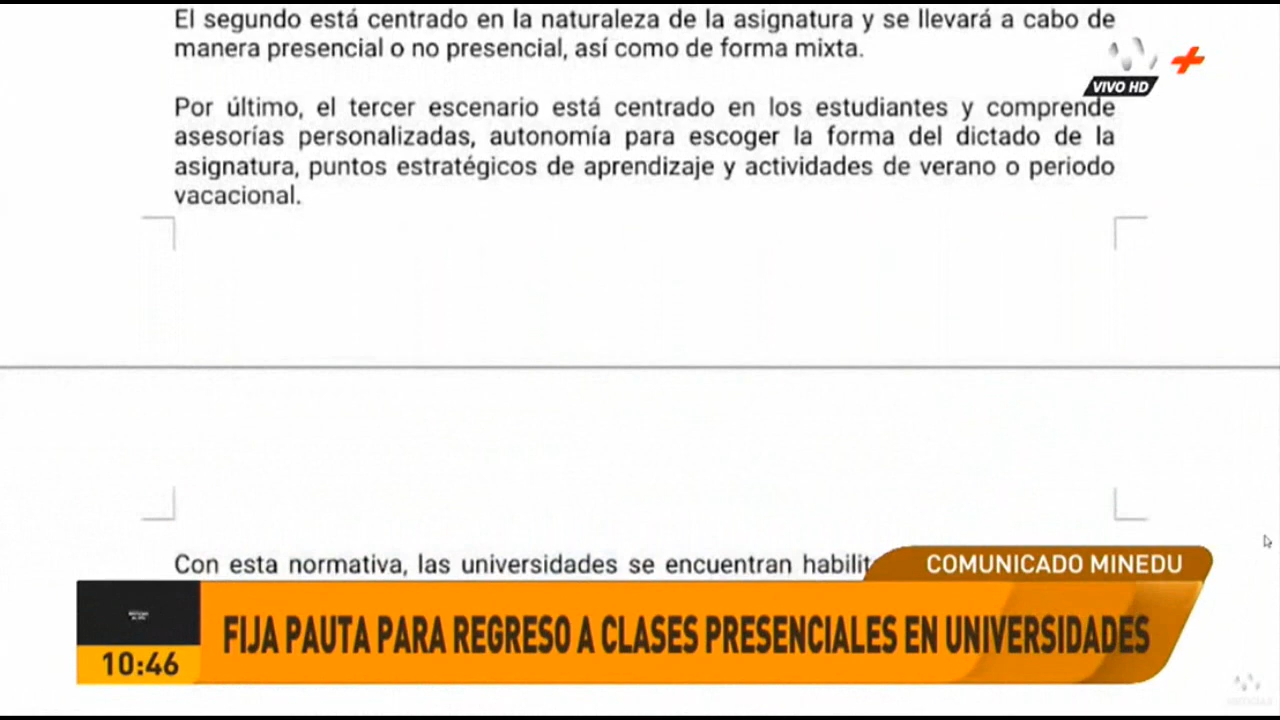 El segundo está centrado en la naturaleza de la asignatura y se llevará a cabo de
manera presencial o no presencial, así como de forma mixta.
VIVO HD
Por último, el tercer escenario está centrado en los estudiantes y comprende
asesorías personalizadas, autonomía para escoger la forma del dictado de la
asignatura, puntos estratégicos de aprendizaje y actividades de verano o periodo
vacacional.
Con esta normativa, las universidades se encuentran habilit
COMUNICADO MINEDU
FIJA PAUTA PARA REGRESO A CLASES PRESENCIALES EN UNIVERSIDADES
10:46